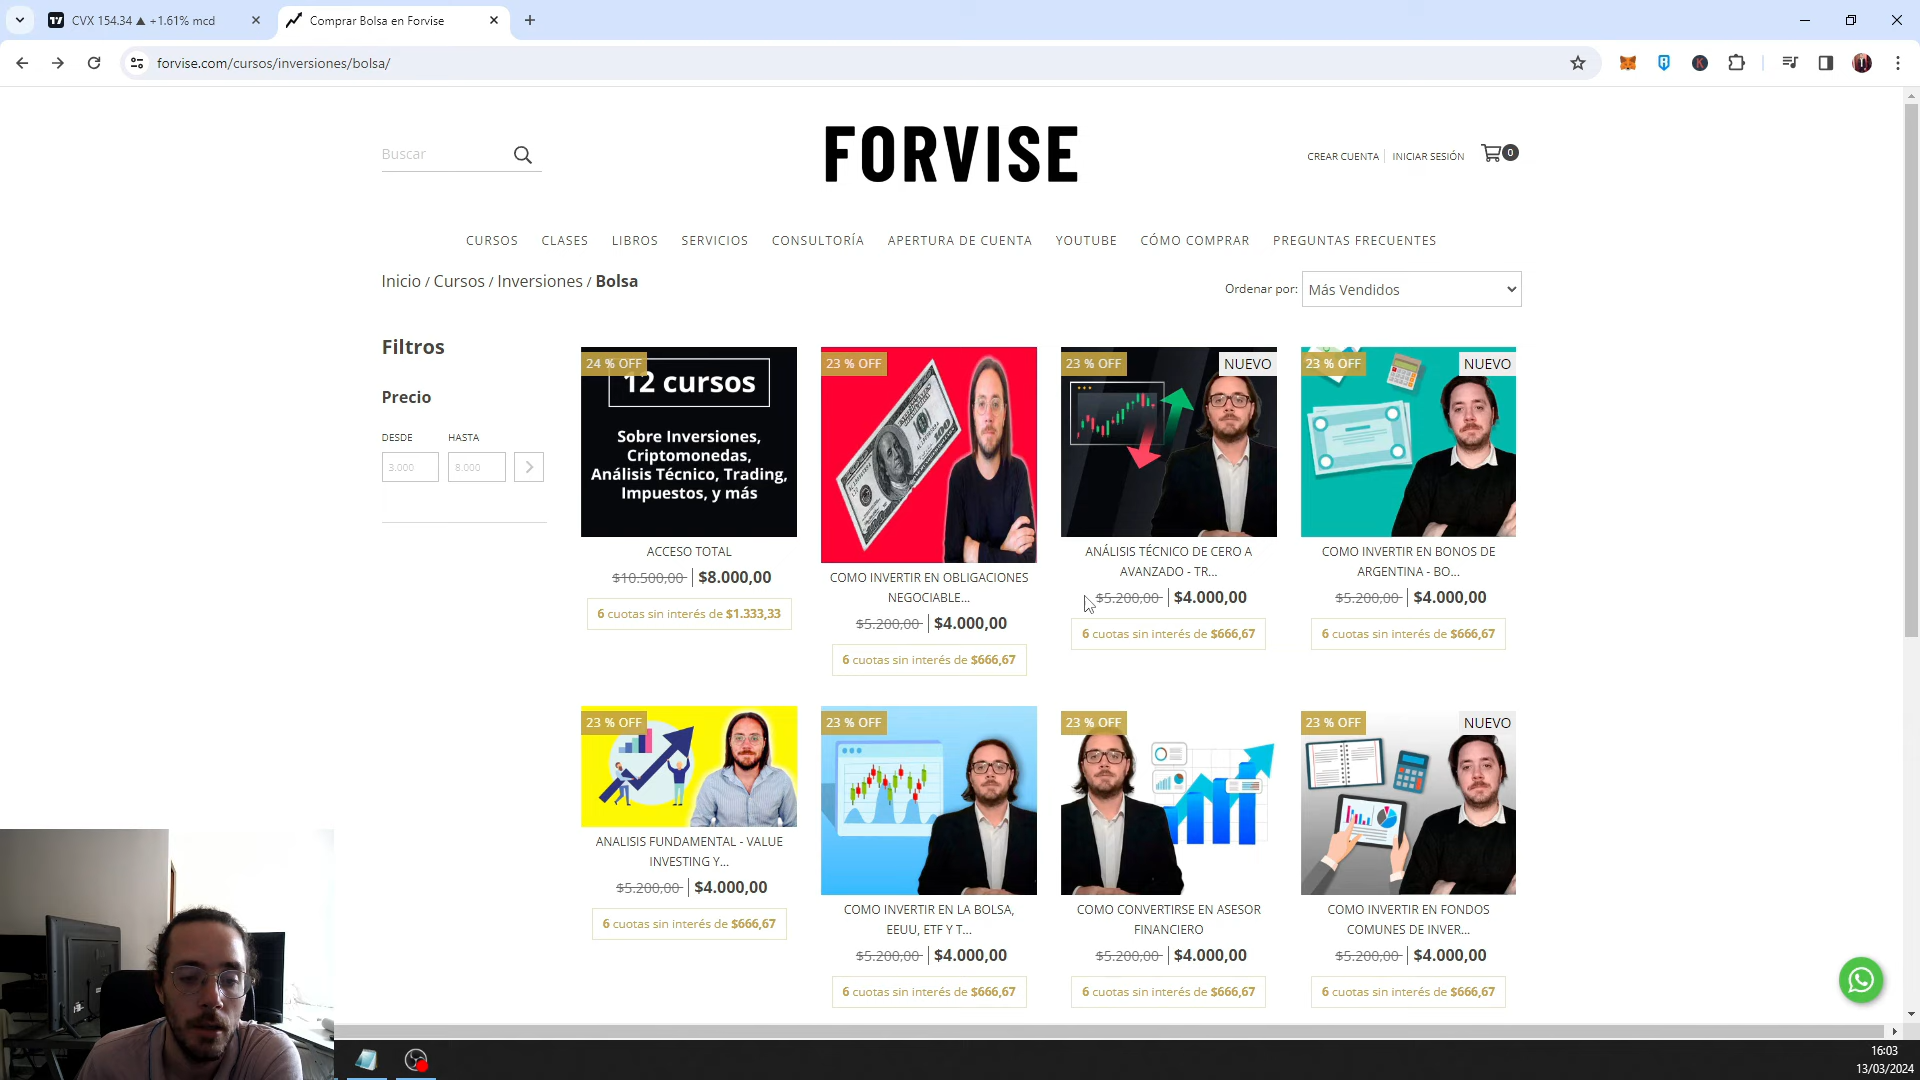 CVX 154.34 ▲ +1.61% mcd
Comprar Bolsa en Forvise
forvise.com/cursos/inversiones/bolsa/
Buscar
FORVISE
CREAR CUENTA
INICIAR SESIÓN
0
CURSOS
CLASES
LIBROS
SERVICIOS
CONSULTORÍA
APERTURA DE CUENTA
YOUTUBE
CÓMO COMPRAR
PREGUNTAS FRECUENTES
Inicio / Cursos / Inversiones / Bolsa
Ordenar por:
Más Vendidos
Filtros
Precio
DESDE
HASTA
3.000
8.000
24 % OFF
12 cursos
Sobre Inversiones,
Criptomonedas,
Análisis Técnico, Trading,
Impuestos, y más
ACCESO TOTAL
$10.500,00 $8.000,00
6 cuotas sin interés de $1.333,33
23 % OFF
COMO INVERTIR EN OBLIGACIONES
NEGOCIABLE...
$5.200,00 $4.000,00
6 cuotas sin interés de $666,67
23 % OFF
NUEVO
ANÁLISIS TÉCNICO DE CERO A
AVANZADO - TR...
$5.200,00 $4.000,00
6 cuotas sin interés de $666,67
23 % OFF
NUEVO
COMO INVERTIR EN BONOS DE
ARGENTINA - BO...
$5.200,00 $4.000,00
6 cuotas sin interés de $666,67
23 % OFF
ANALISIS FUNDAMENTAL - VALUE
INVESTING Y...
$5.200,00 $4.000,00
6 cuotas sin interés de $666,67
23 % OFF
COMO INVERTIR EN LA BOLSA,
EEUU, ETF Y T...
$5.200,00 $4.000,00
6 cuotas sin interés de $666,67
23 % OFF
COMO CONVERTIRSE EN ASESOR
FINANCIERO
$5.200,00 $4.000,00
6 cuotas sin interés de $666,67
23 % OFF
NUEVO
COMO INVERTIR EN FONDOS
COMUNES DE INVER...
$5.200,00 $4.000,00
6 cuotas sin interés de $666,67
16:03
13/03/2024